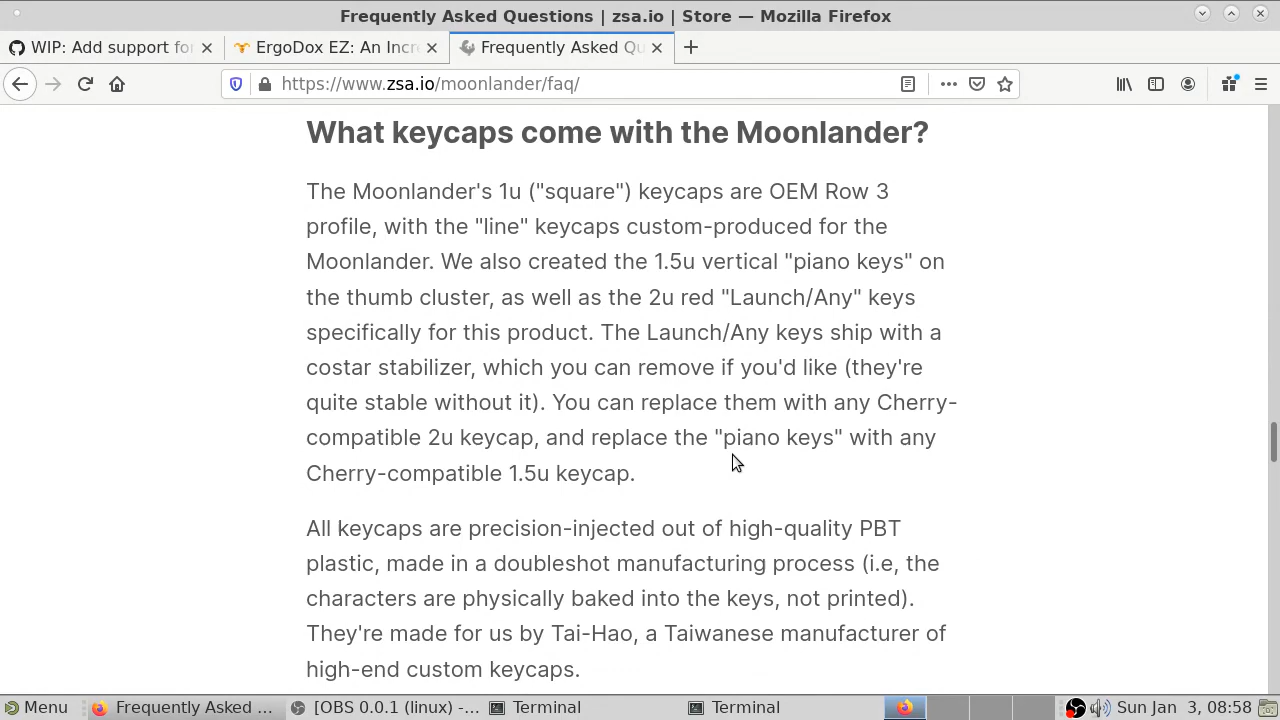 Frequently Asked Questions | zsa.io | Store — Mozilla Firefox
WIP: Add support for
ErgoDox EZ: An Incr
Frequently Asked Qu
https://www.zsa.io/moonlander/faq/
What keycaps come with the Moonlander?
The Moonlander's 1u ("square") keycaps are OEM Row 3
profile, with the "line" keycaps custom-produced for the
Moonlander. We also created the 1.5u vertical "piano keys" on
the thumb cluster, as well as the 2u red "Launch/Any" keys
specifically for this product. The Launch/Any keys ship with a
costar stabilizer, which you can remove if you'd like (they're
quite stable without it). You can replace them with any Cherry-
compatible 2u keycap, and replace the "piano keys" with any
Cherry-compatible 1.5u keycap.
All keycaps are precision-injected out of high-quality PBT
plastic, made in a doubleshot manufacturing process (i.e, the
characters are physically baked into the keys, not printed).
They're made for us by Tai-Hao, a Taiwanese manufacturer of
high-end custom keycaps.
Menu
Frequently Asked ...
[OBS 0.0.1 (linux) -...
Terminal
Terminal
Sun Jan  3, 08:58